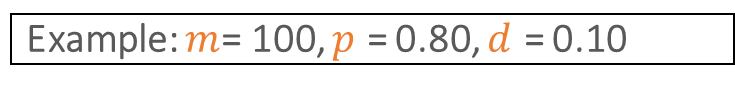 Example: m= 100, p = 0.80, d = 0.10